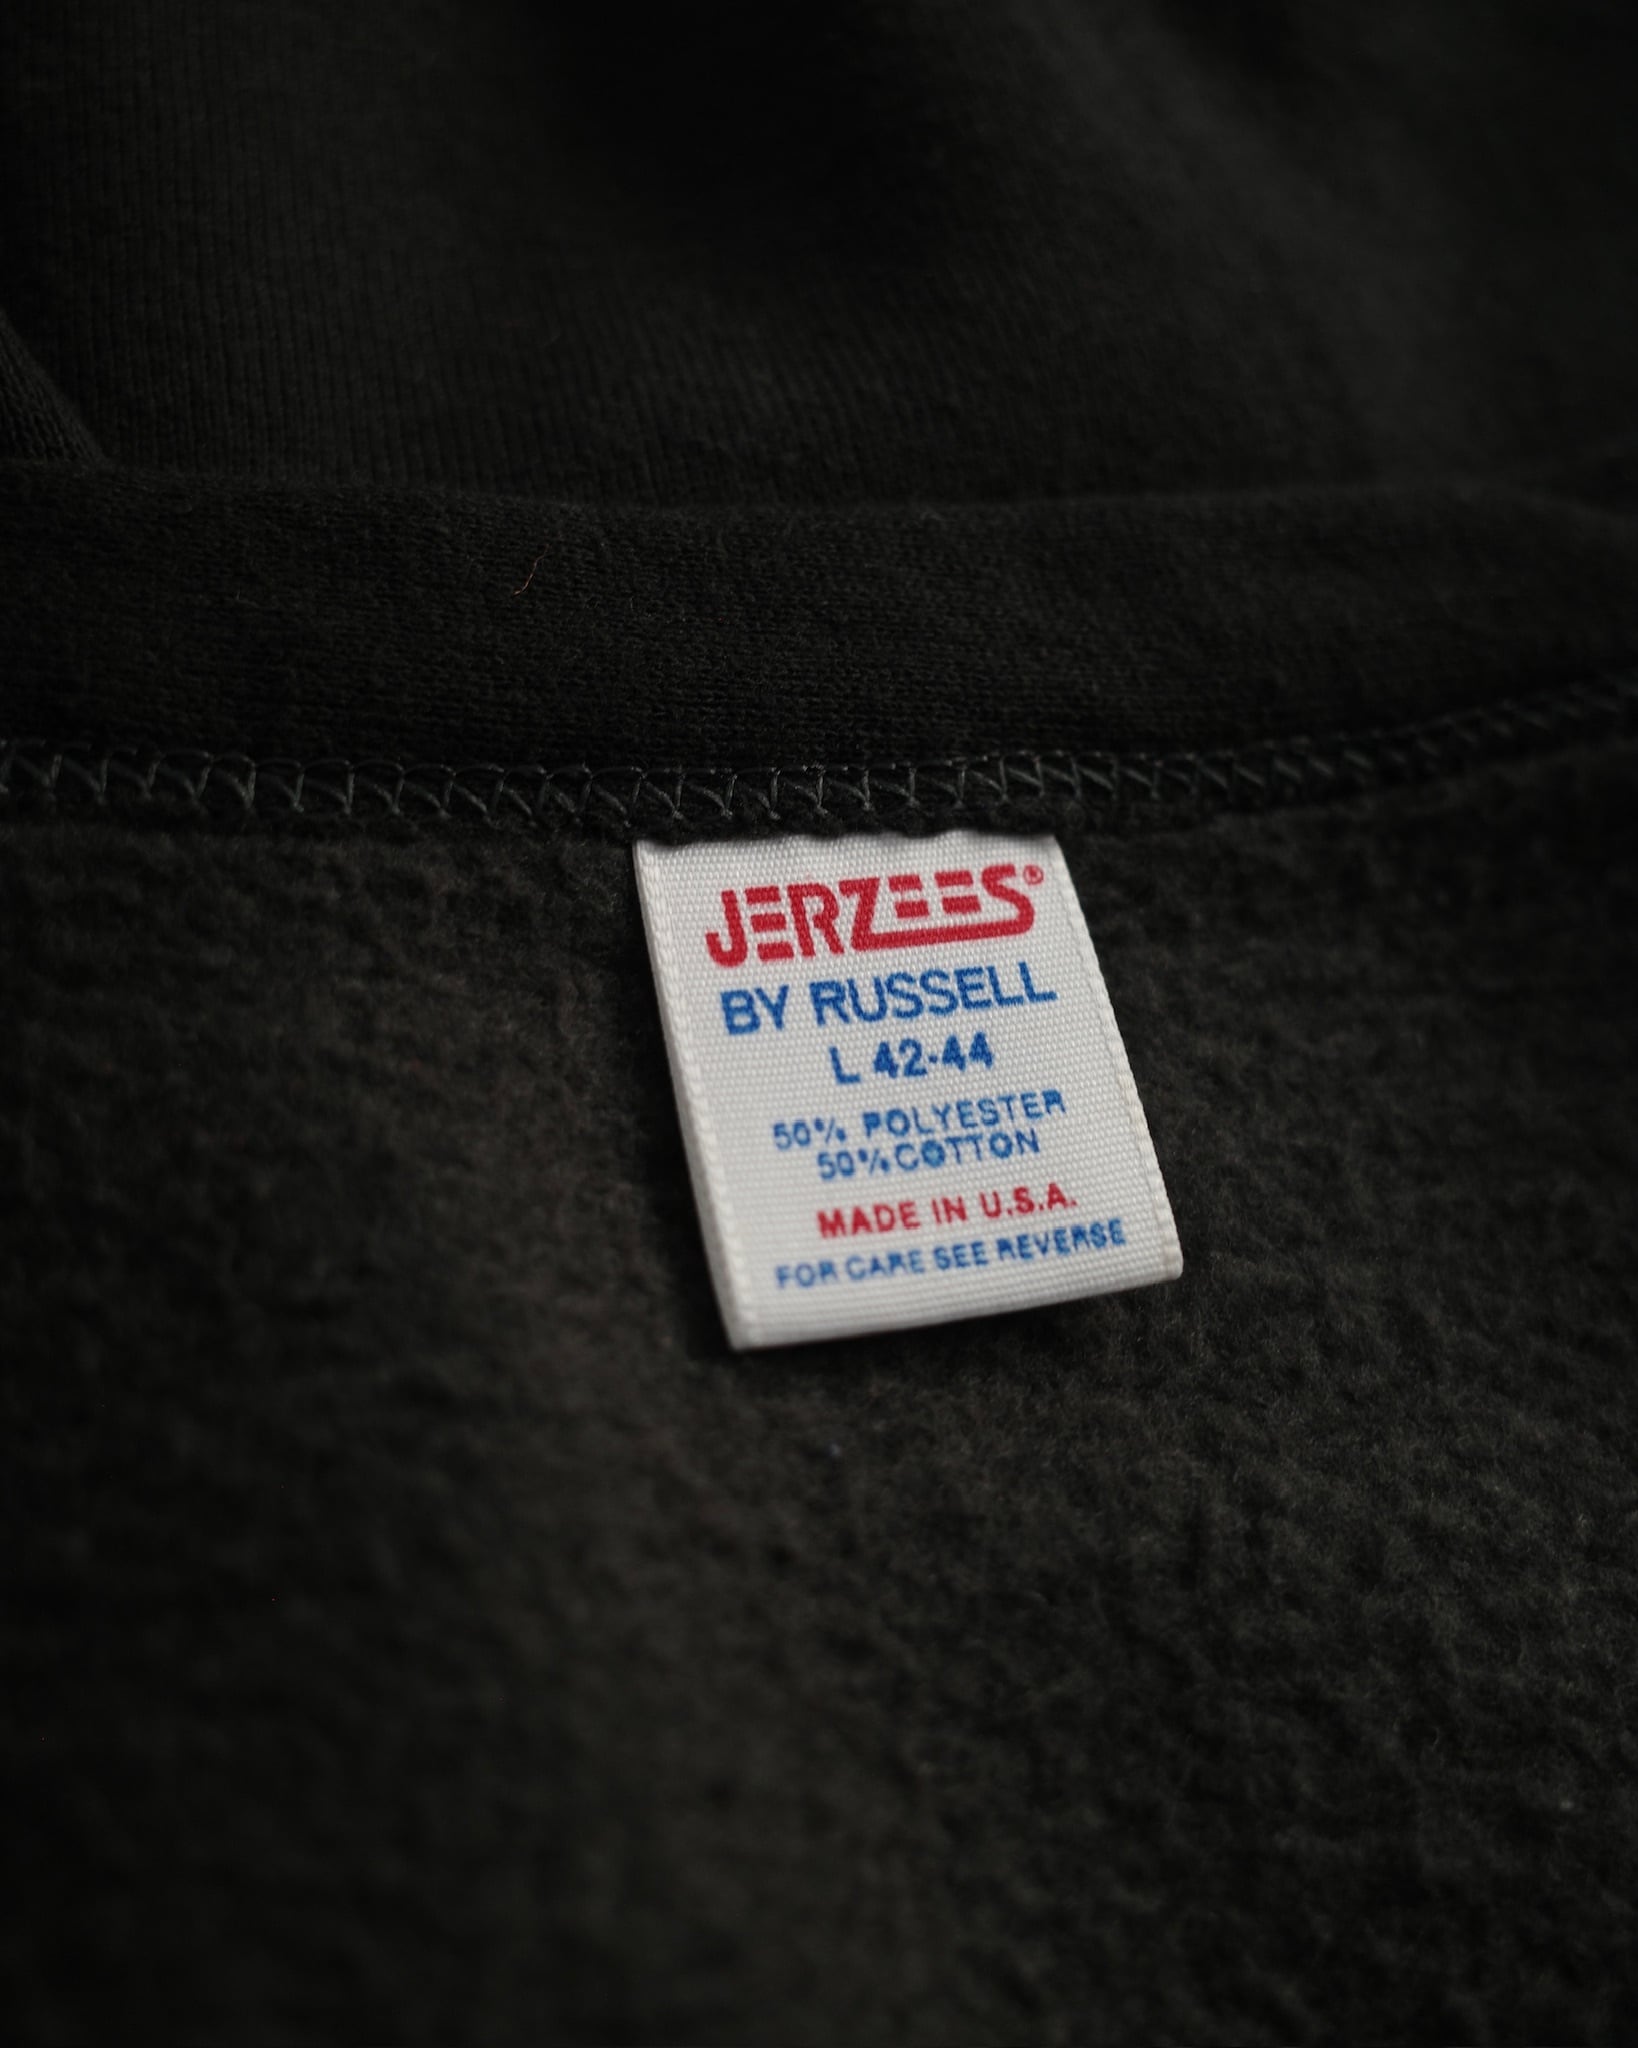 JERZEES®
BY RUSSELL
L 42-44
50% POLYESTER
50% COTTON
MADE IN U.S.A.
FOR CARE SEE REVERSE